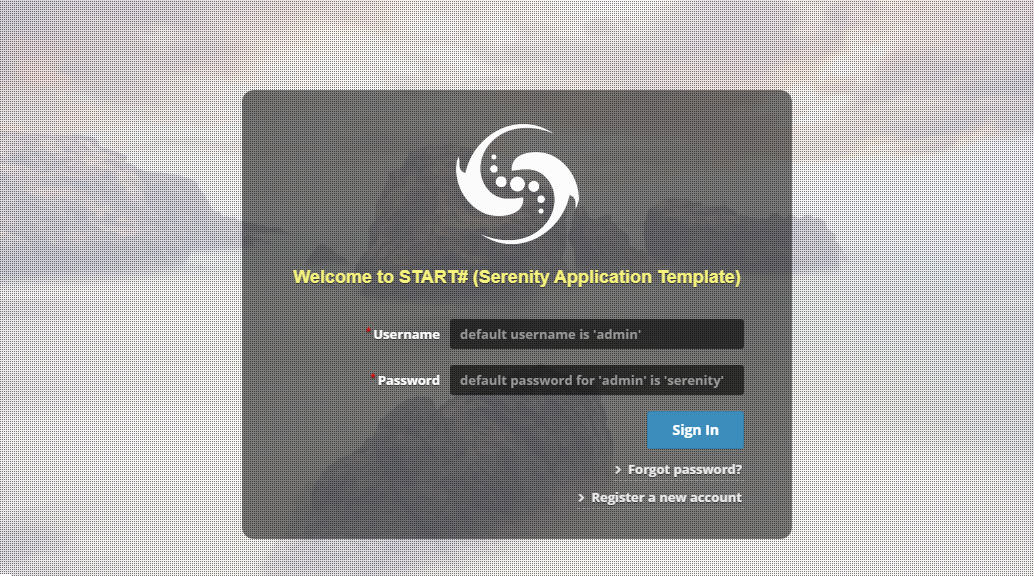 Welcome to START# (Serenity Application Template)
*Username
default username is 'admin'
*Password
default password for 'admin' is 'serenity'
Sign In
Forgot password?
Register a new account